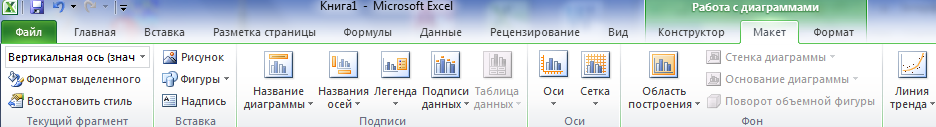 Книга1 - Microsoft Excel
Работа с диаграммами
Файл Главная Вставка Разметка страницы Формулы Данные Рецензирование Вид Конструктор Макет Формат
Вертикальная ось (знач
Формат выделенного
Восстановить стиль
Текущий фрагмент
Рисунок
Фигуры
Надпись
Вставка
Название
диаграммы
Названия
осей
Легенда
Подписи
данных
Таблица
данных
Подписи
Оси
Сетка
Оси
Область
построения
Стенка диаграммы
Основание диаграммы
Поворот объемной фигуры
Фон
Линия
тренда